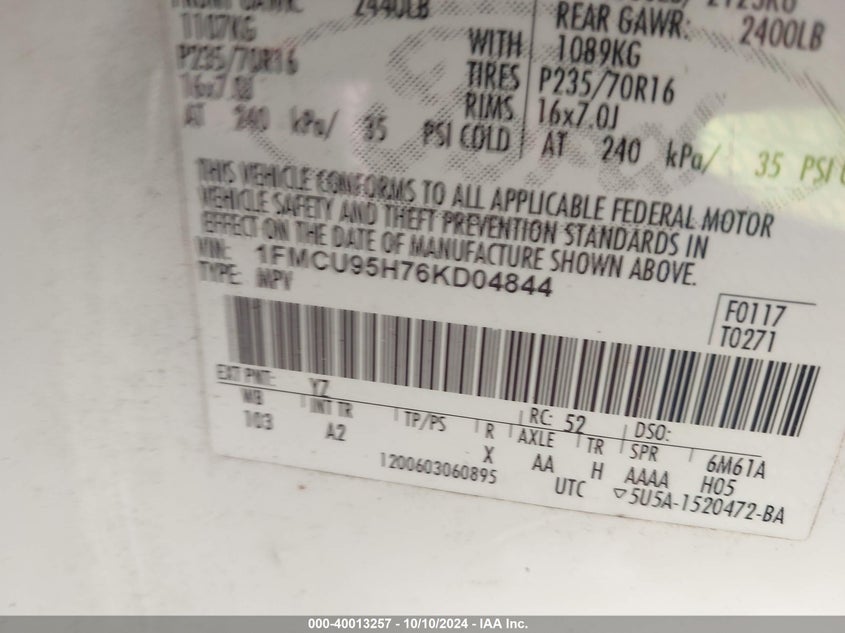 2440LB
1107KG
P235/70R16
16x7.0J
AT 240 kPa/ 35 PSI COLD
REAR GAWR: 2400LB
WITH 1089KG
TIRES P235/70R16
RIMS 16x7.0J
AT 240 kPa/ 35 PSI
THIS VEHICLE CONFORMS TO ALL APPLICABLE FEDERAL MOTOR
VEHICLE SAFETY AND THEFT PREVENTION STANDARDS IN
EFFECT ON THE DATE OF MANUFACTURE SHOWN ABOVE.
VIN: 1FMCU95H76KD04844
TYPE: MPV
F0117
T0271
EXT PNT: YZ RC: 52 DSO:
WB INT TR TP/PS R AXLE TR SPR 6M61A
103 A2 X AA H AAAA H05
1200603060895 UTC ▽5U5A-1520472-BA
000-40013257 - 10/10/2024 - IAA Inc.